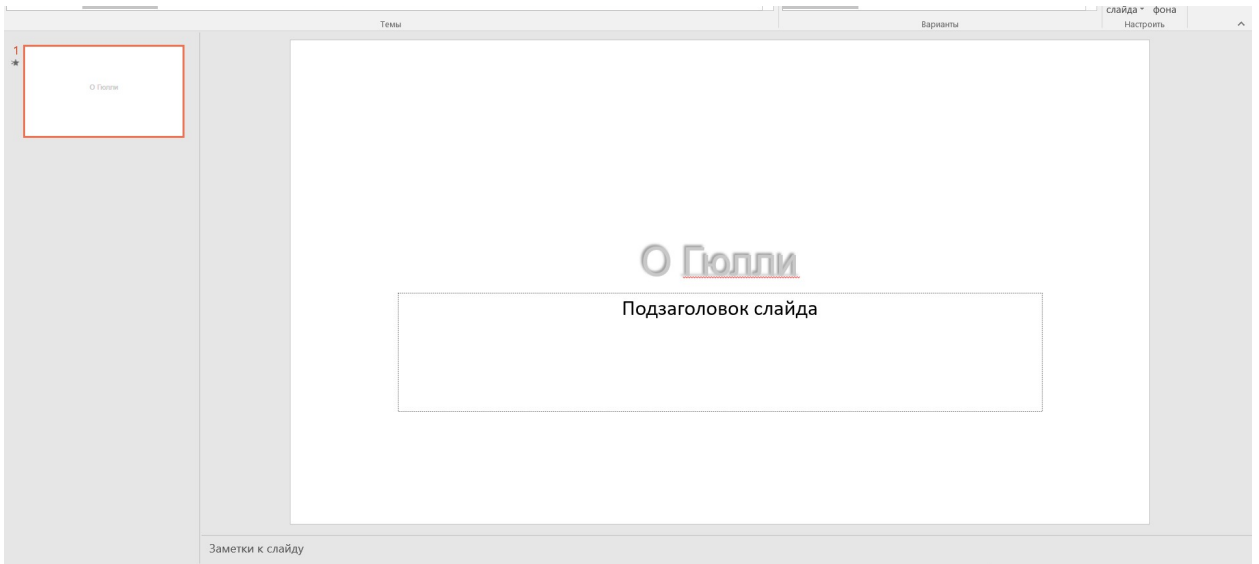 слайда фона
Темы
Варианты
Настроить
1
О Гюлли
О Гюлли
Подзаголовок слайда
Заметки к слайду